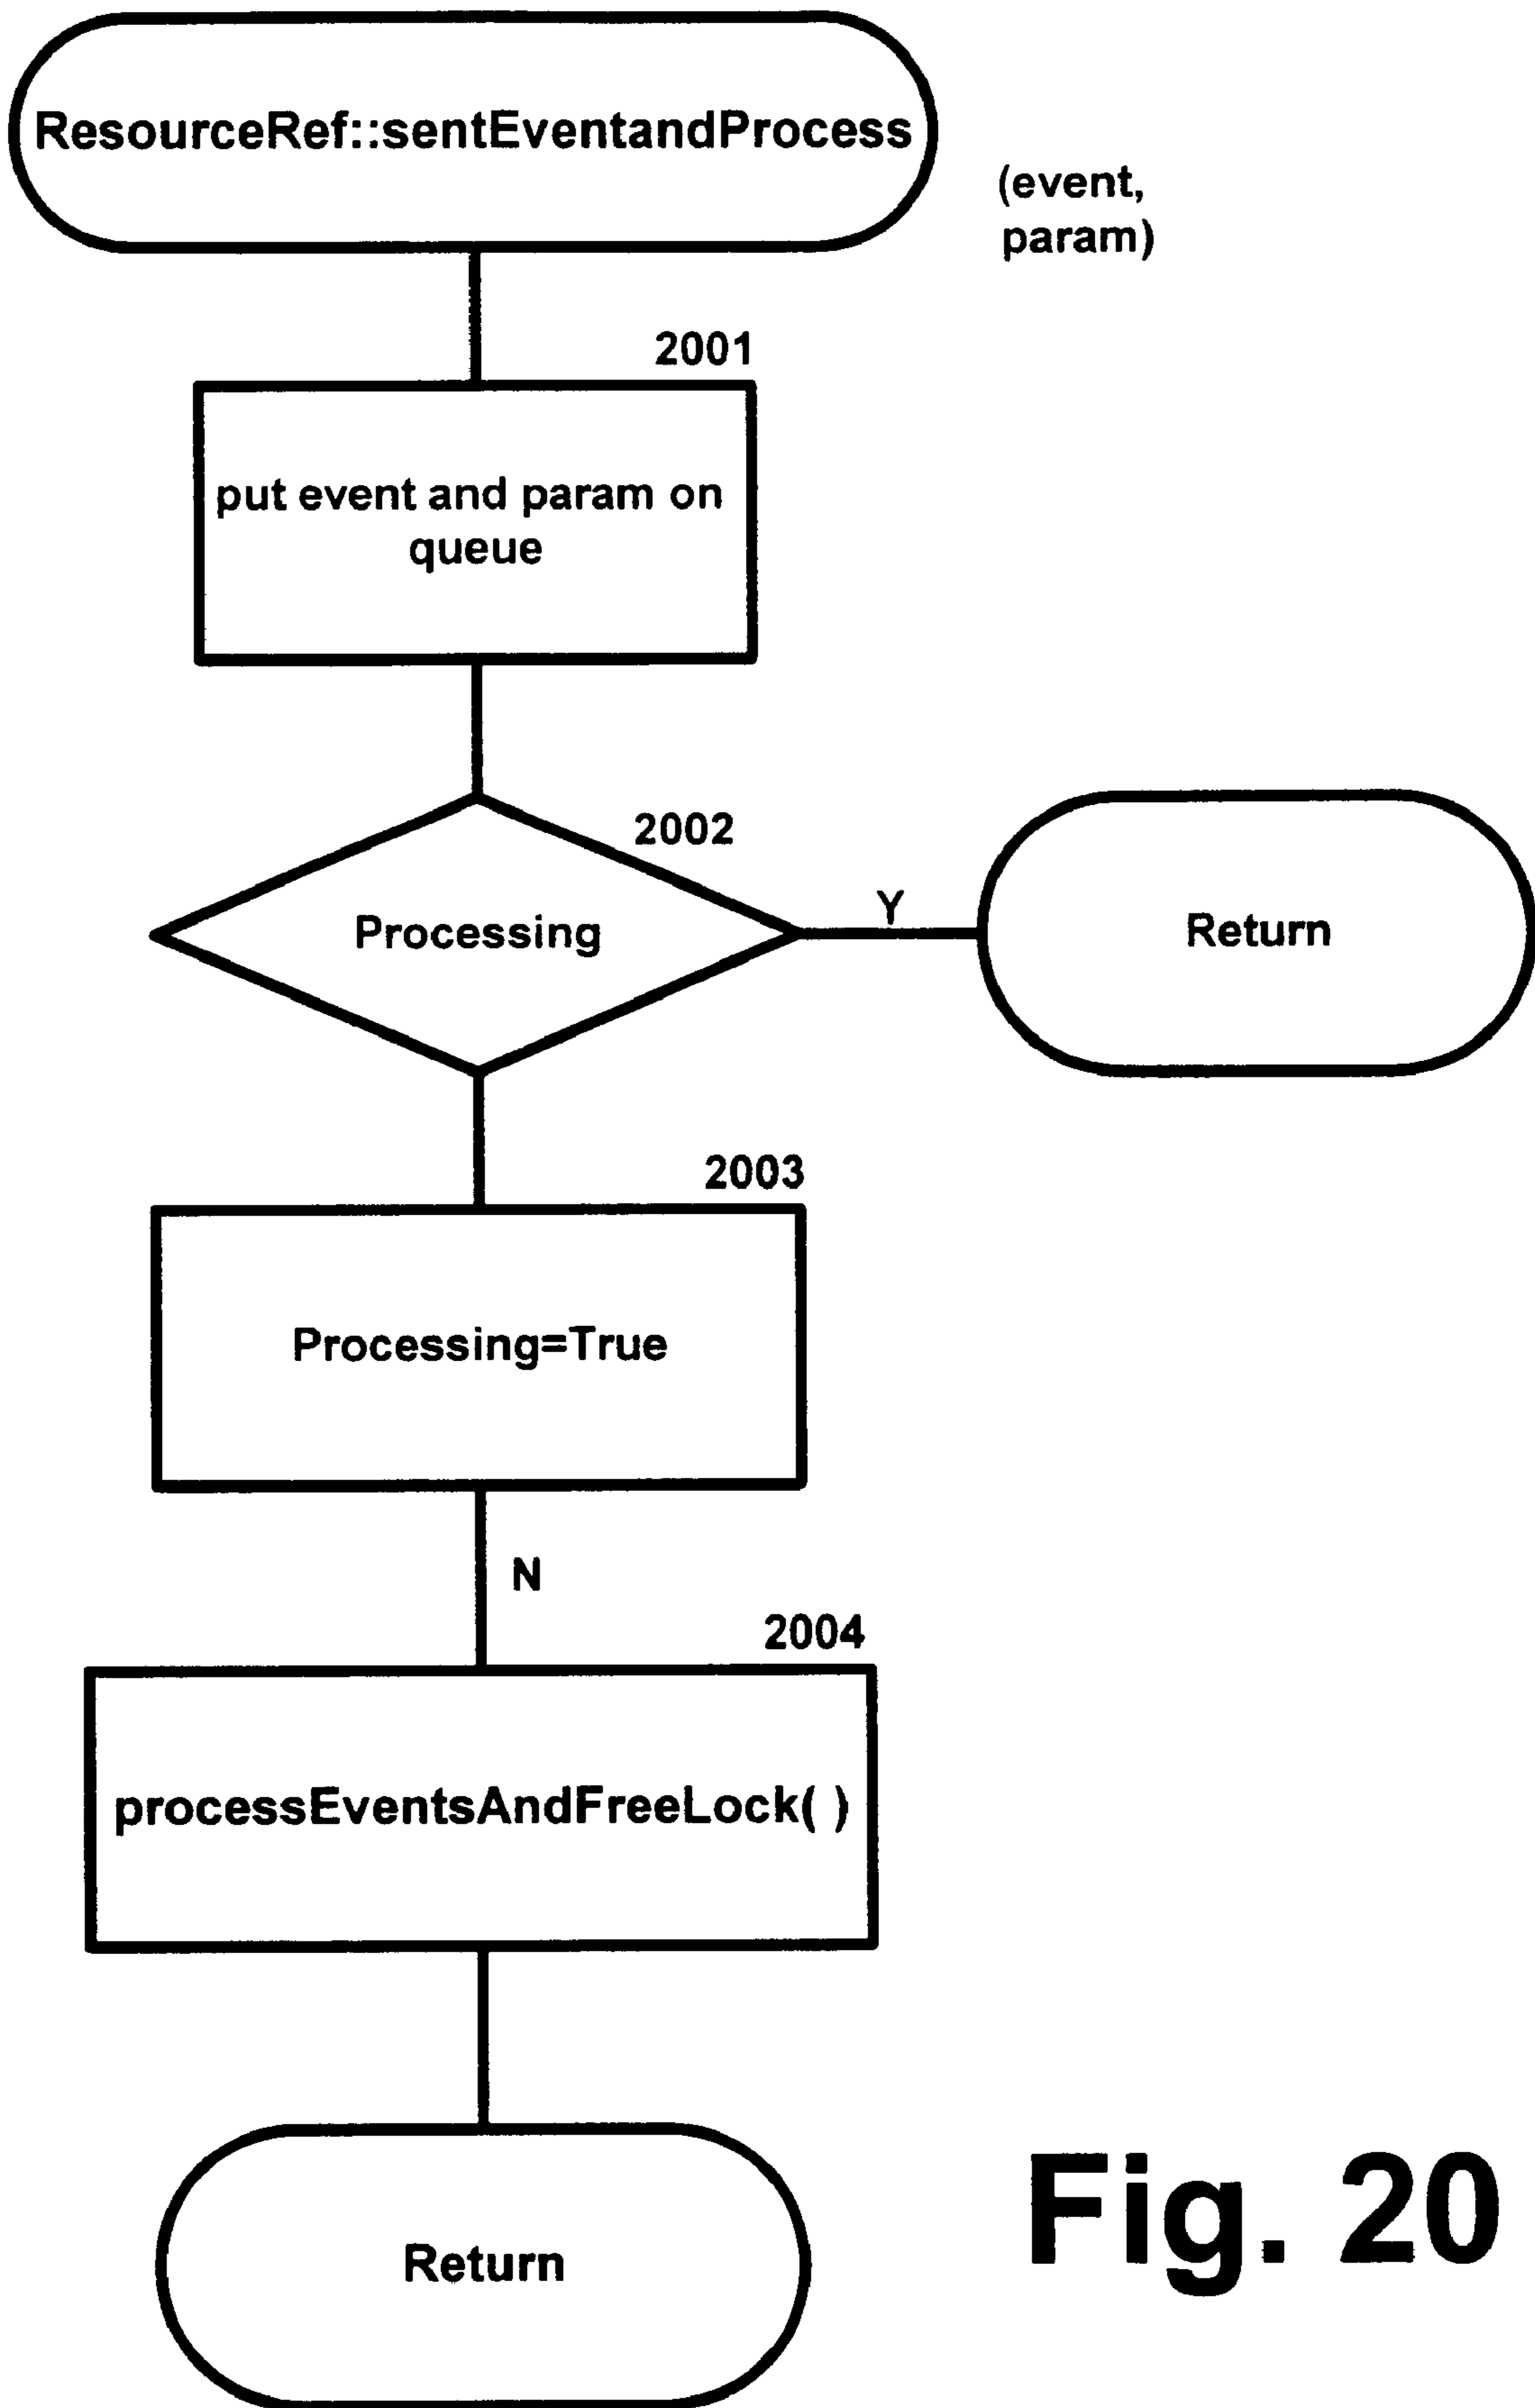 ResourceRef::sentEventandProcess
(event,
param)
2001
put event and param on
queue
2002
Processing
Y
Return
2003
Processing=True
N
2004
processEventsAndFreeLock( )
Return
Fig. 20